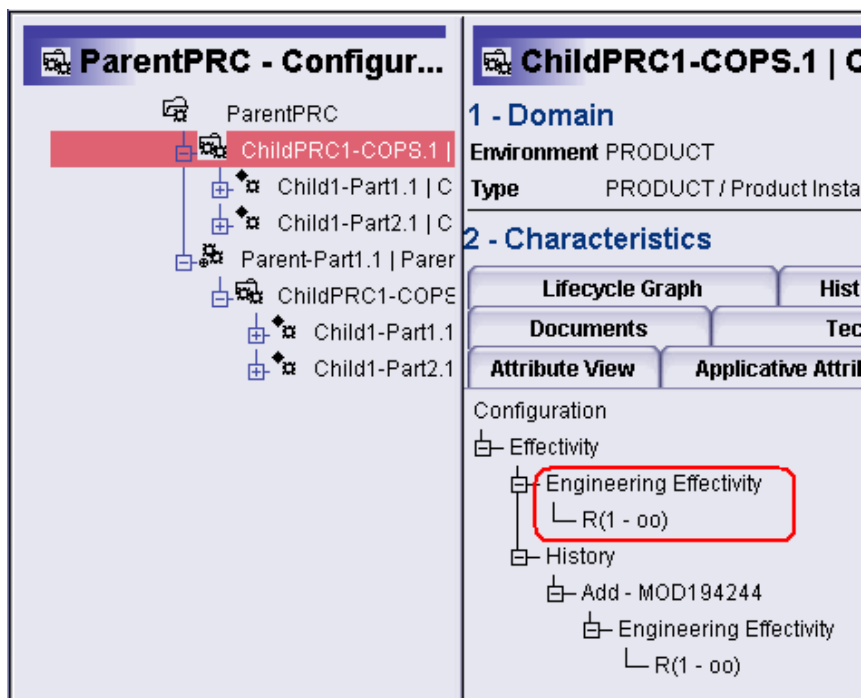 ParentPRC - Configur...
ParentPRC
ChildPRC1-COPS.1 |
Child1-Part1.1 | C
Child1-Part2.1 | C
Parent-Part1.1 | Parer
ChildPRC1-COPS
Child1-Part1.1
Child1-Part2.1
ChildPRC1-COPS.1 | C
1 - Domain
Environment PRODUCT
Type PRODUCT / Product Insta
2 - Characteristics
Lifecycle Graph Hist
Documents Tec
Attribute View Applicative Attrib
Configuration
Effectivity
Engineering Effectivity
R(1 - oo)
History
Add - MOD194244
Engineering Effectivity
R(1 - oo)